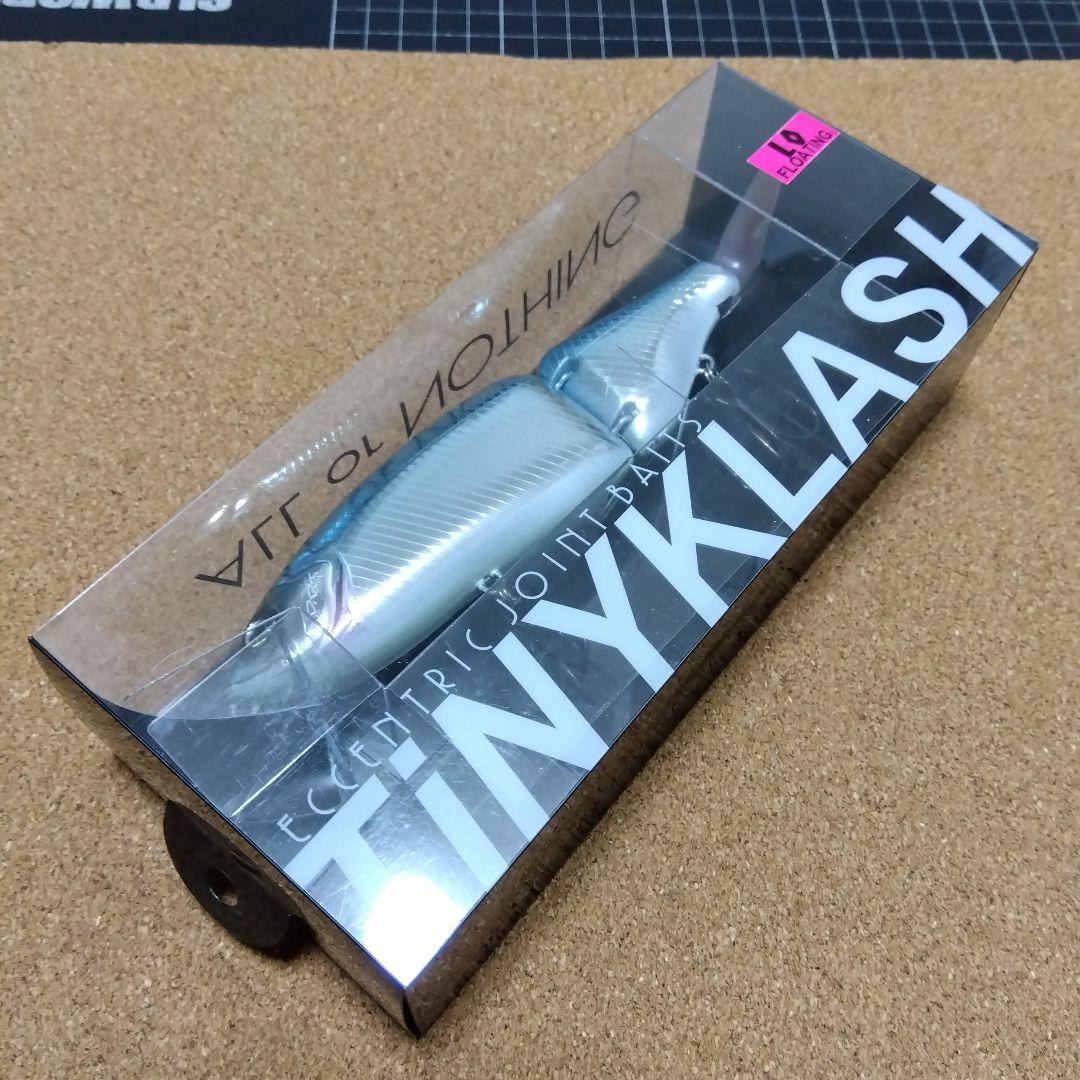 LO
FLOATING
ALL or NOTHING
ECCENTRIC JOINT BAITS
TiNYKLASH